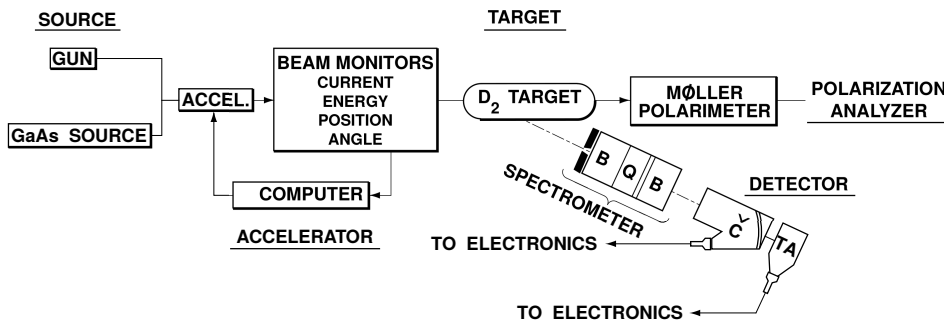 SOURCE
GUN
GaAs SOURCE
ACCEL.
BEAM MONITORS
CURRENT
ENERGY
POSITION
ANGLE
COMPUTER
ACCELERATOR
TARGET
D2 TARGET
MØLLER
POLARIMETER
POLARIZATION
ANALYZER
B
Q
B
SPECTROMETER
DETECTOR
Č
TA
TO ELECTRONICS
TO ELECTRONICS